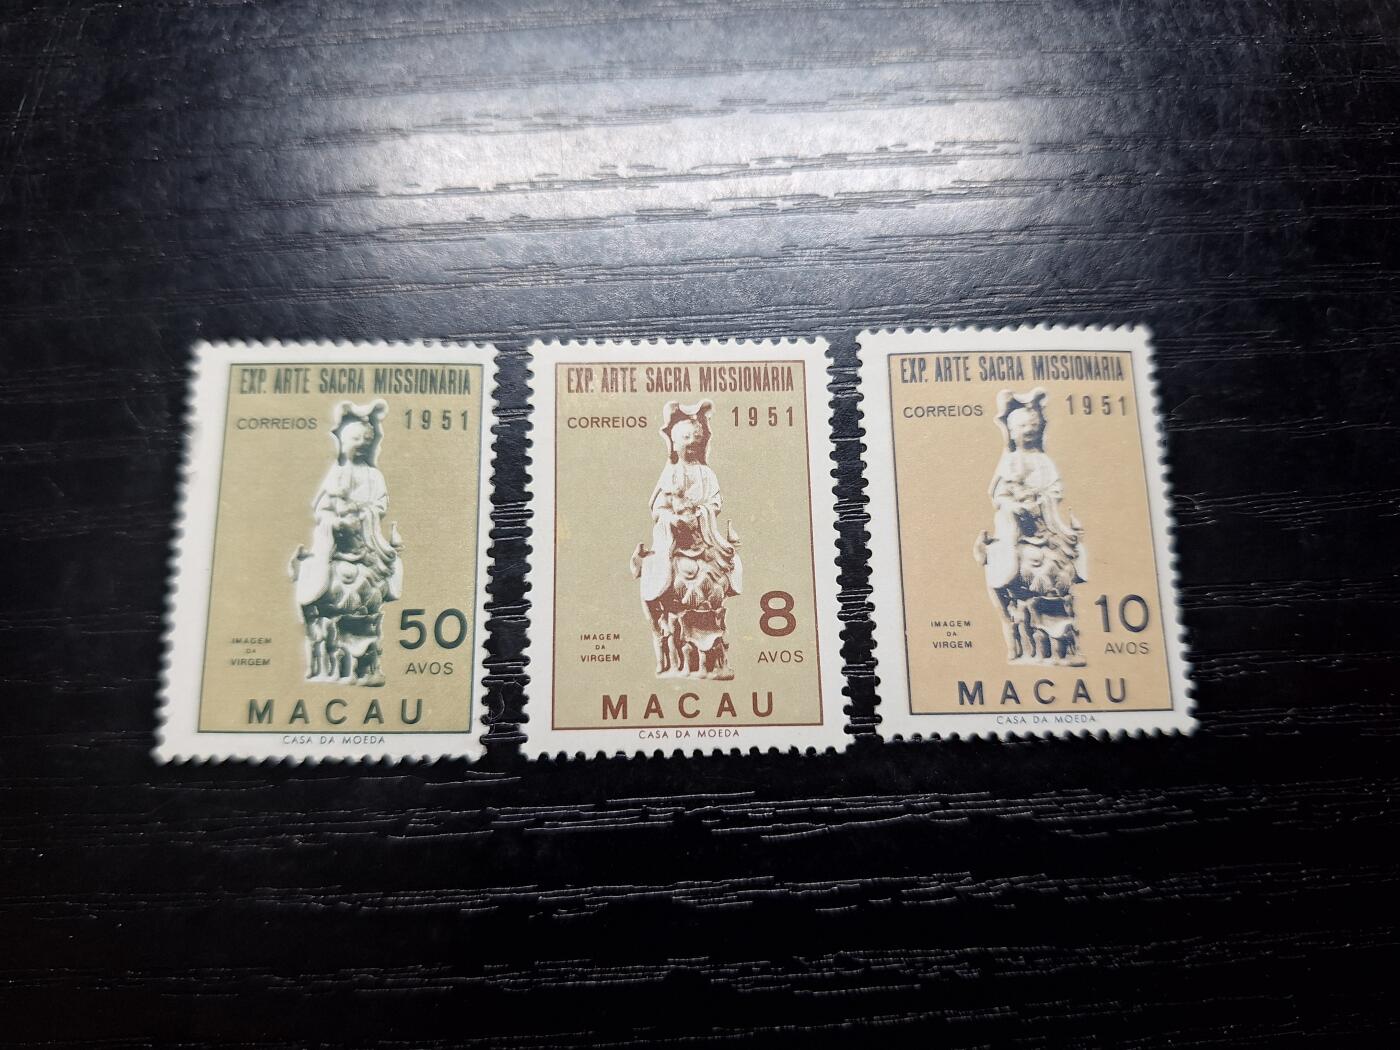 EXP. ARTE SACRA MISSIONÁRIA
CORREIOS
1951
IMAGEM
DA
VIRGEM
50
AVOS
MACAU
CASA DA MOEDA
EXP. ARTE SACRA MISSIONÁRIA
CORREIOS
1951
IMAGEM
DA
VIRGEM
8
AVOS
MACAU
CASA DA MOEDA
EXP. ARTE SACRA MISSIONÁRIA
CORREIOS
1951
IMAGEM
DA
VIRGEM
10
AVOS
MACAU
CASA DA MOEDA